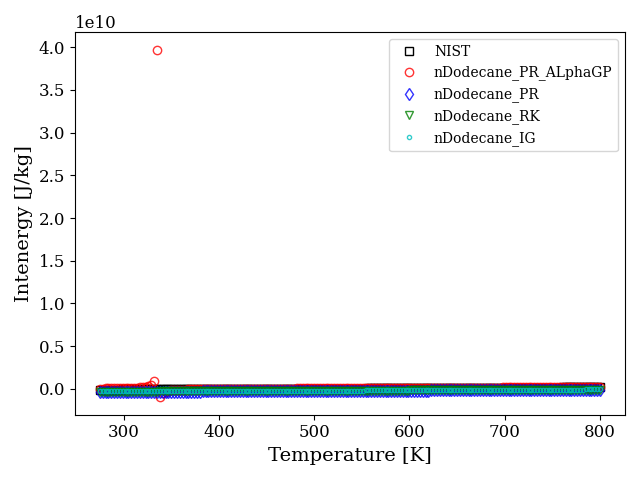 1e10
4.0
3.5
3.0
2.5
2.0
1.5
1.0
0.5
0.0
Intenergy [J/kg]
300
400
500
600
700
800
Temperature [K]
NIST
nDodecane_PR_ALphaGP
nDodecane_PR
nDodecane_RK
nDodecane_IG